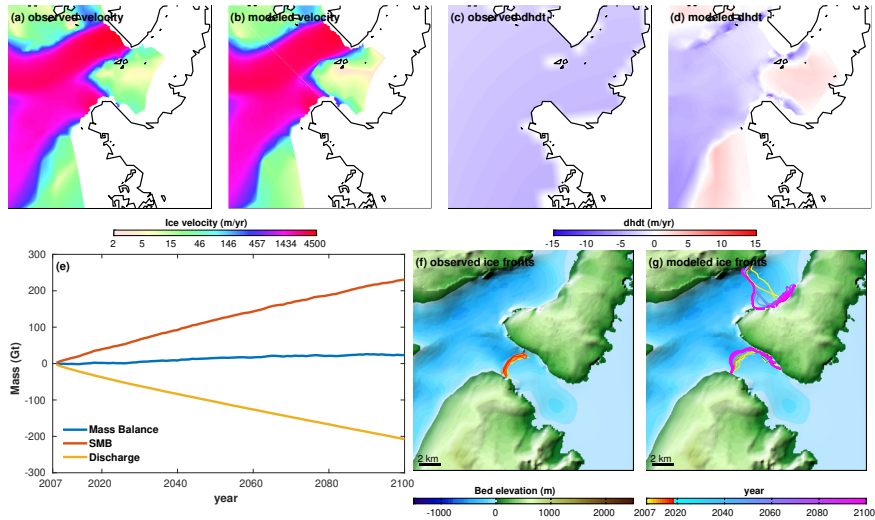 (a) observed velocity
(b) modeled velocity
(c) observed dhdt
(d) modeled dhdt
Ice velocity (m/yr)
2 5 15 46 146 457 1434 4500
dhdt (m/yr)
-15 -10 -5 0 5 10 15
(e)
300
200
100
0
-100
-200
-300
Mass (Gt)
Mass Balance
SMB
Discharge
2007 2020 2040 2060 2080 2100
year
(f) observed ice fronts
2 km
(g) modeled ice fronts
2 km
Bed elevation (m)
-1000 0 1000 2000
year
2007 2020 2040 2060 2080 2100